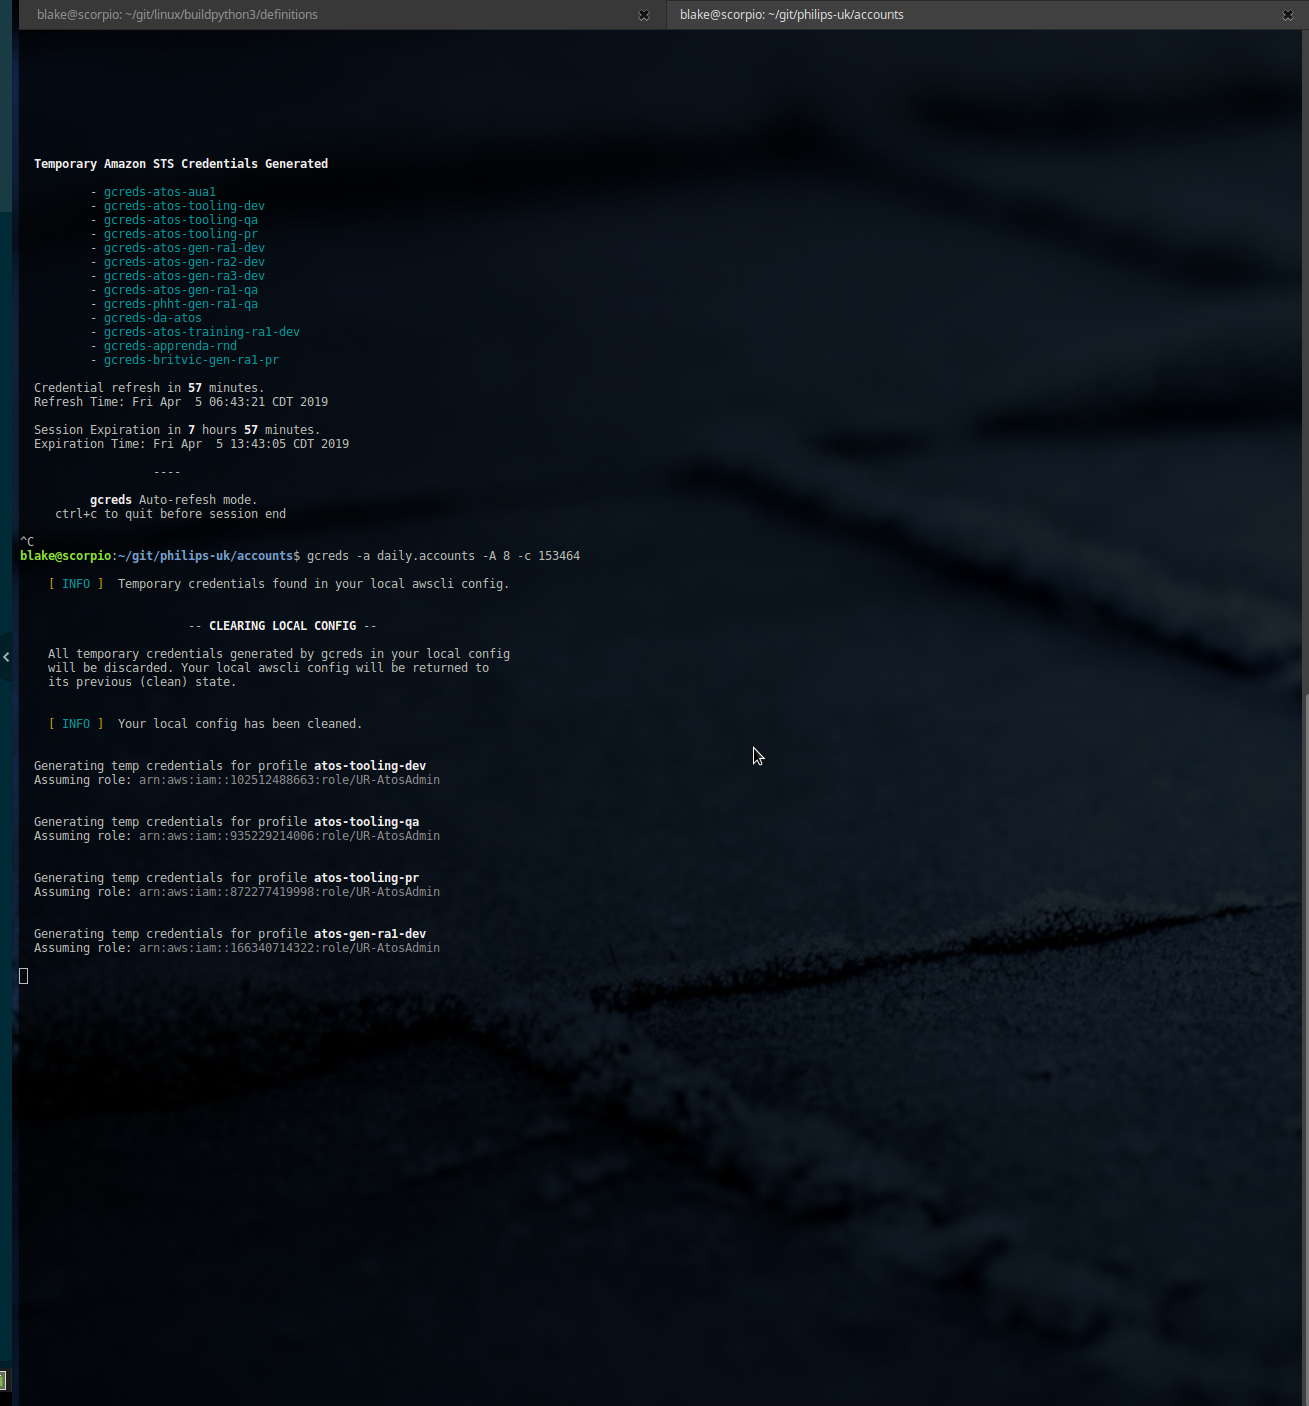 blake@scorpio: ~/git/linux/buildpython3/definitions
blake@scorpio: ~/git/philips-uk/accounts
Temporary Amazon STS Credentials Generated
- gcreds-atos-aua1
- gcreds-atos-tooling-dev
- gcreds-atos-tooling-qa
- gcreds-atos-tooling-pr
- gcreds-atos-gen-ra1-dev
- gcreds-atos-gen-ra2-dev
- gcreds-atos-gen-ra3-dev
- gcreds-atos-gen-ra1-qa
- gcreds-phht-gen-ra1-qa
- gcreds-da-atos
- gcreds-atos-training-ra1-dev
- gcreds-apprenda-rnd
- gcreds-britvic-gen-ra1-pr
Credential refresh in 57 minutes.
Refresh Time: Fri Apr  5 06:43:21 CDT 2019
Session Expiration in 7 hours 57 minutes.
Expiration Time: Fri Apr  5 13:43:05 CDT 2019
----
gcreds Auto-refesh mode.
ctrl+c to quit before session end
^C
blake@scorpio:~/git/philips-uk/accounts$ gcreds -a daily.accounts -A 8 -c 153464
[ INFO ]  Temporary credentials found in your local awscli config.
-- CLEARING LOCAL CONFIG --
All temporary credentials generated by gcreds in your local config
will be discarded. Your local awscli config will be returned to
its previous (clean) state.
[ INFO ]  Your local config has been cleaned.
Generating temp credentials for profile atos-tooling-dev
Assuming role: arn:aws:iam::102512488663:role/UR-AtosAdmin
Generating temp credentials for profile atos-tooling-qa
Assuming role: arn:aws:iam::935229214006:role/UR-AtosAdmin
Generating temp credentials for profile atos-tooling-pr
Assuming role: arn:aws:iam::872277419998:role/UR-AtosAdmin
Generating temp credentials for profile atos-gen-ra1-dev
Assuming role: arn:aws:iam::166340714322:role/UR-AtosAdmin